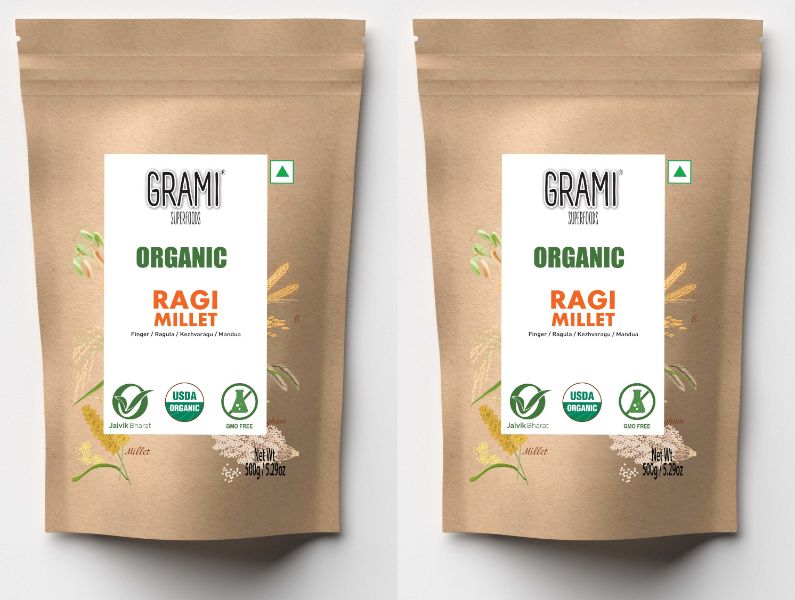 GRAMI®
SUPERFOODS
ORGANIC
RAGI
MILLET
Finger / Ragula / Kezhvaragu / Mandua
Jaivik Bharat
USDA
ORGANIC
GMO FREE
Millet
Net Wt
500g / 5.29oz
GRAMI®
SUPERFOODS
ORGANIC
RAGI
MILLET
Finger / Ragula / Kezhvaragu / Mandua
Jaivik Bharat
USDA
ORGANIC
GMO FREE
Millet
Net Wt
500g / 5.29oz